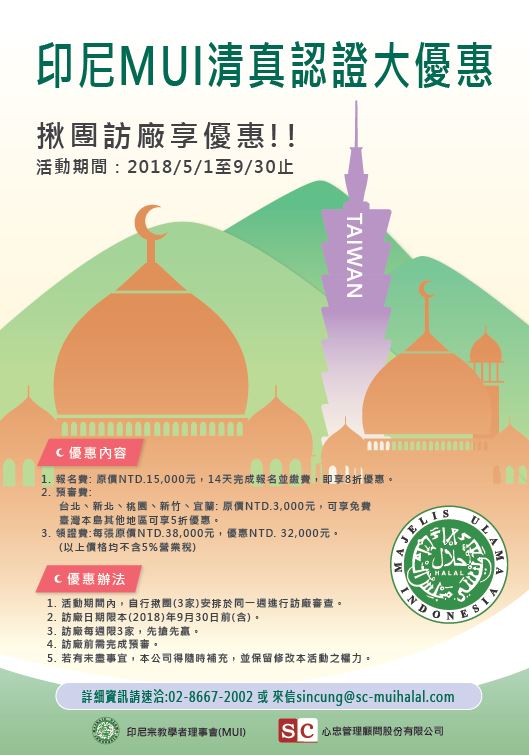 印尼MUI清真認證大優惠
揪團訪廠享優惠!!
活動期間：2018/5/1至9/30止
TAIWAN
優惠內容
1. 報名費: 原價NTD.15,000元，14天完成報名並繳費，即享8折優惠。
2. 預審費:
台北、新北、桃園、新竹、宜蘭: 原價NTD.3,000元，可享免費
臺灣本島其他地區可享5折優惠。
3. 領證費:每張原價NTD.38,000元，優惠NTD. 32,000元。
(以上價格均不含5%營業稅)
MAJELIS ULAMA
حلال
HALAL
INDONESIA
優惠辦法
1. 活動期間內，自行揪團(3家)安排於同一週進行訪廠審查。
2. 訪廠日期限本(2018)年9月30日前(含)。
3. 訪廠每週限3家，先搶先贏。
4. 訪廠前需完成預審。
5. 若有未盡事宜，本公司得隨時補充，並保留修改本活動之權力。
詳細資訊請速洽:02-8667-2002 或 來信sincung@sc-muihalal.com
印尼宗教學者理事會(MUI)
SC 心忠管理顧問股份有限公司